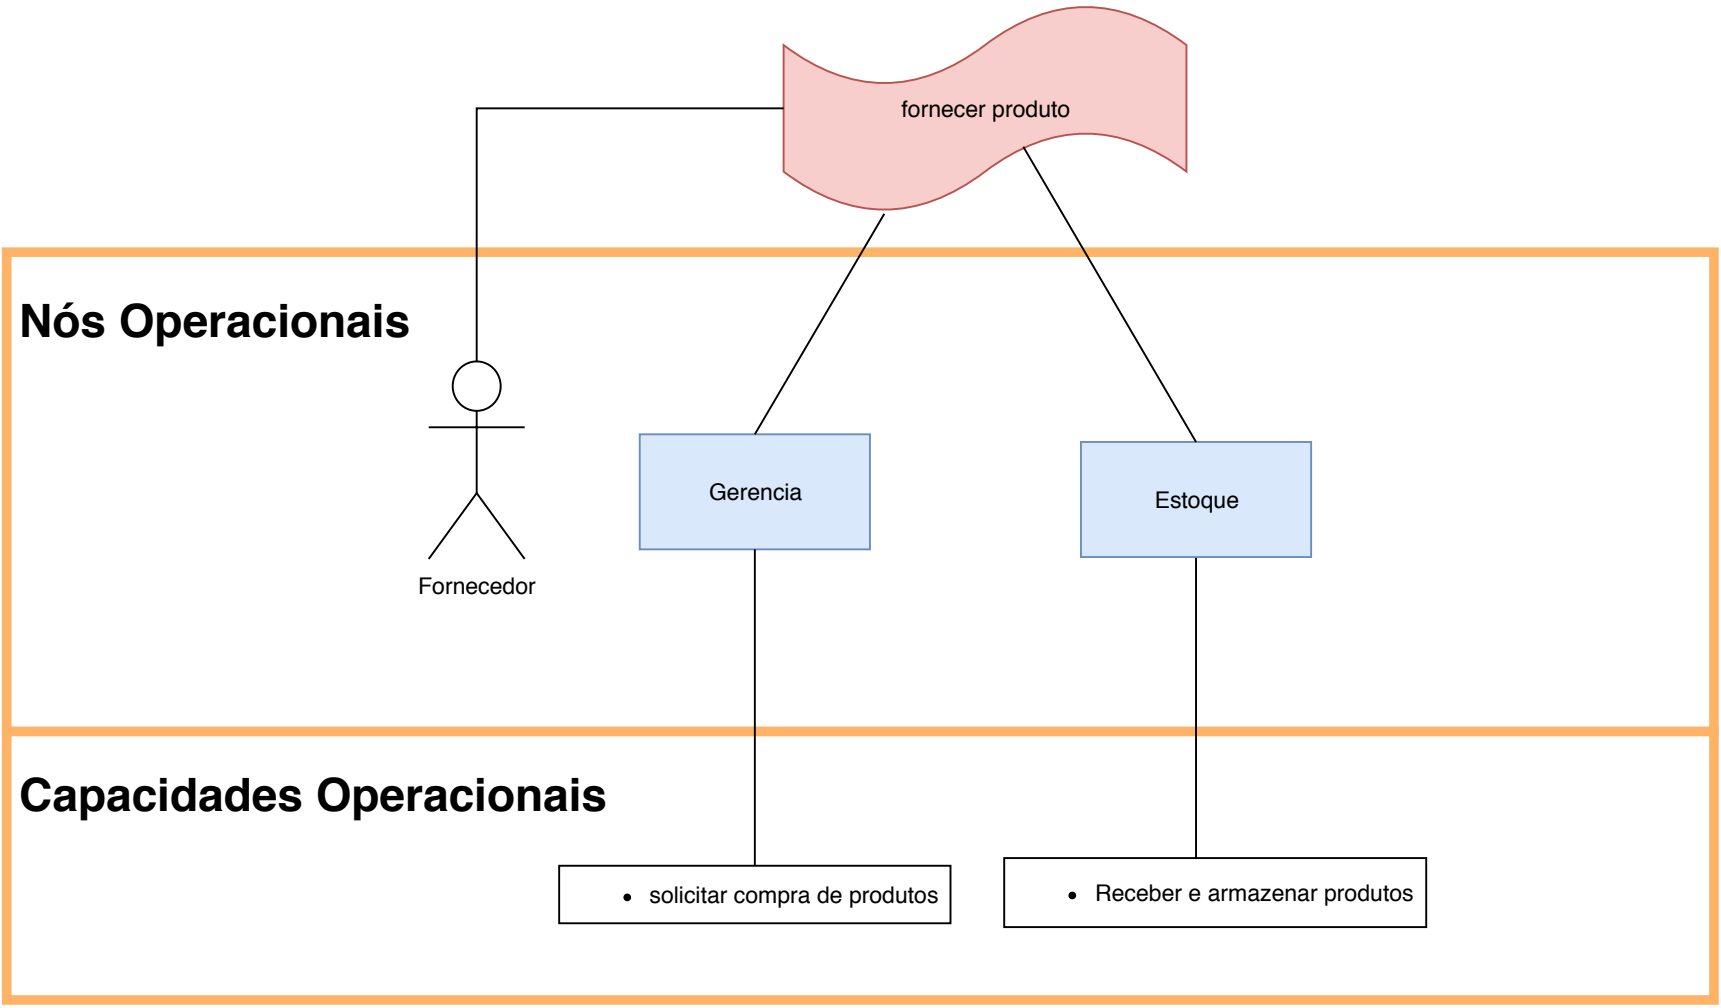 fornecer produto
Nós Operacionais
Gerencia
Estoque
Fornecedor
Capacidades Operacionais
• solicitar compra de produtos
• Receber e armazenar produtos